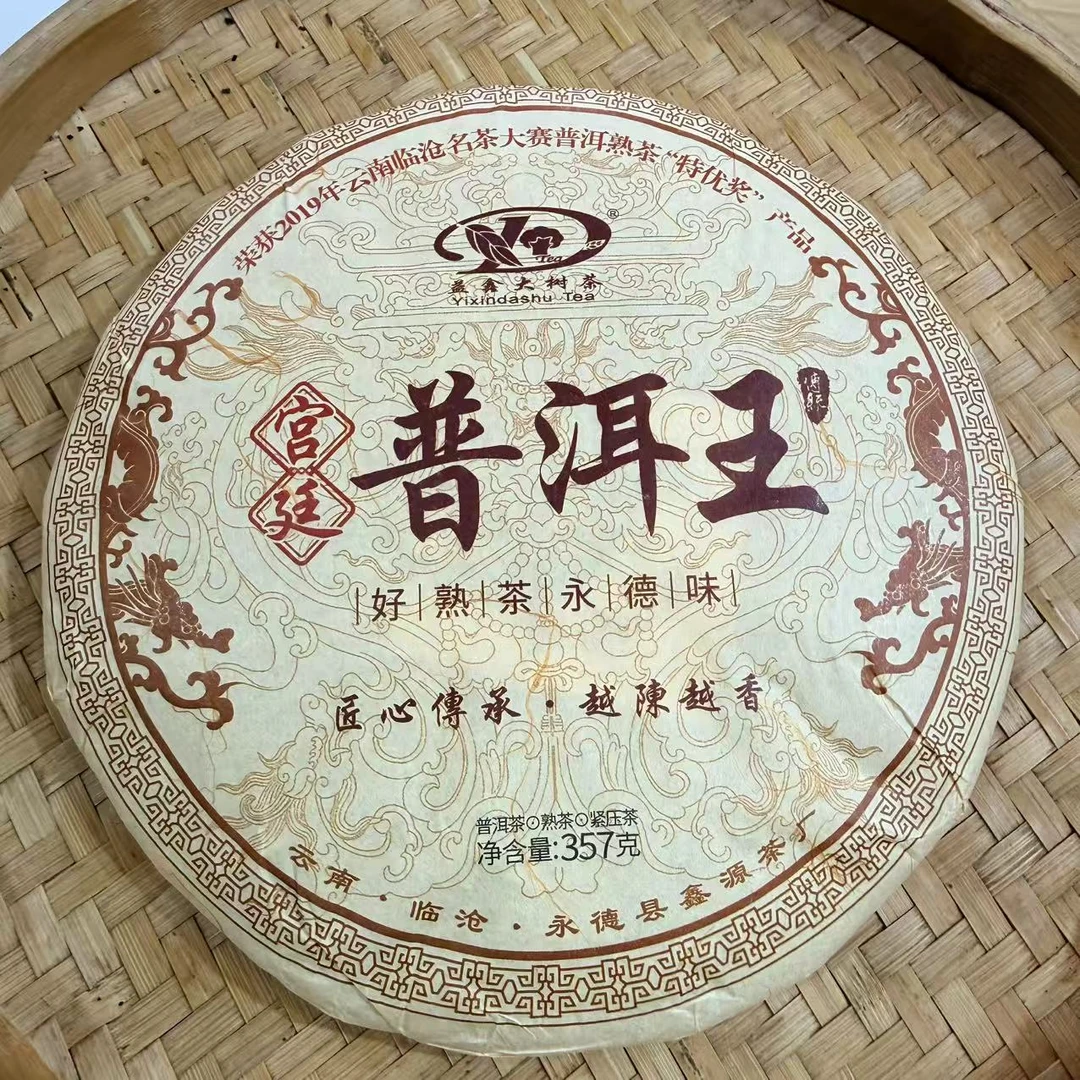 荣获2019年云南临沧名茶大赛普洱熟茶“特优奖”产品
®
Tea
益鑫大树茶
Yixindashu Tea
宫廷
普洱王
好|熟|茶|永|德|味
匠心傳承·越陳越香
普洱茶⊙熟茶⊙紧压茶
净含量:357克
云南·临沧·永德县鑫源茶厂